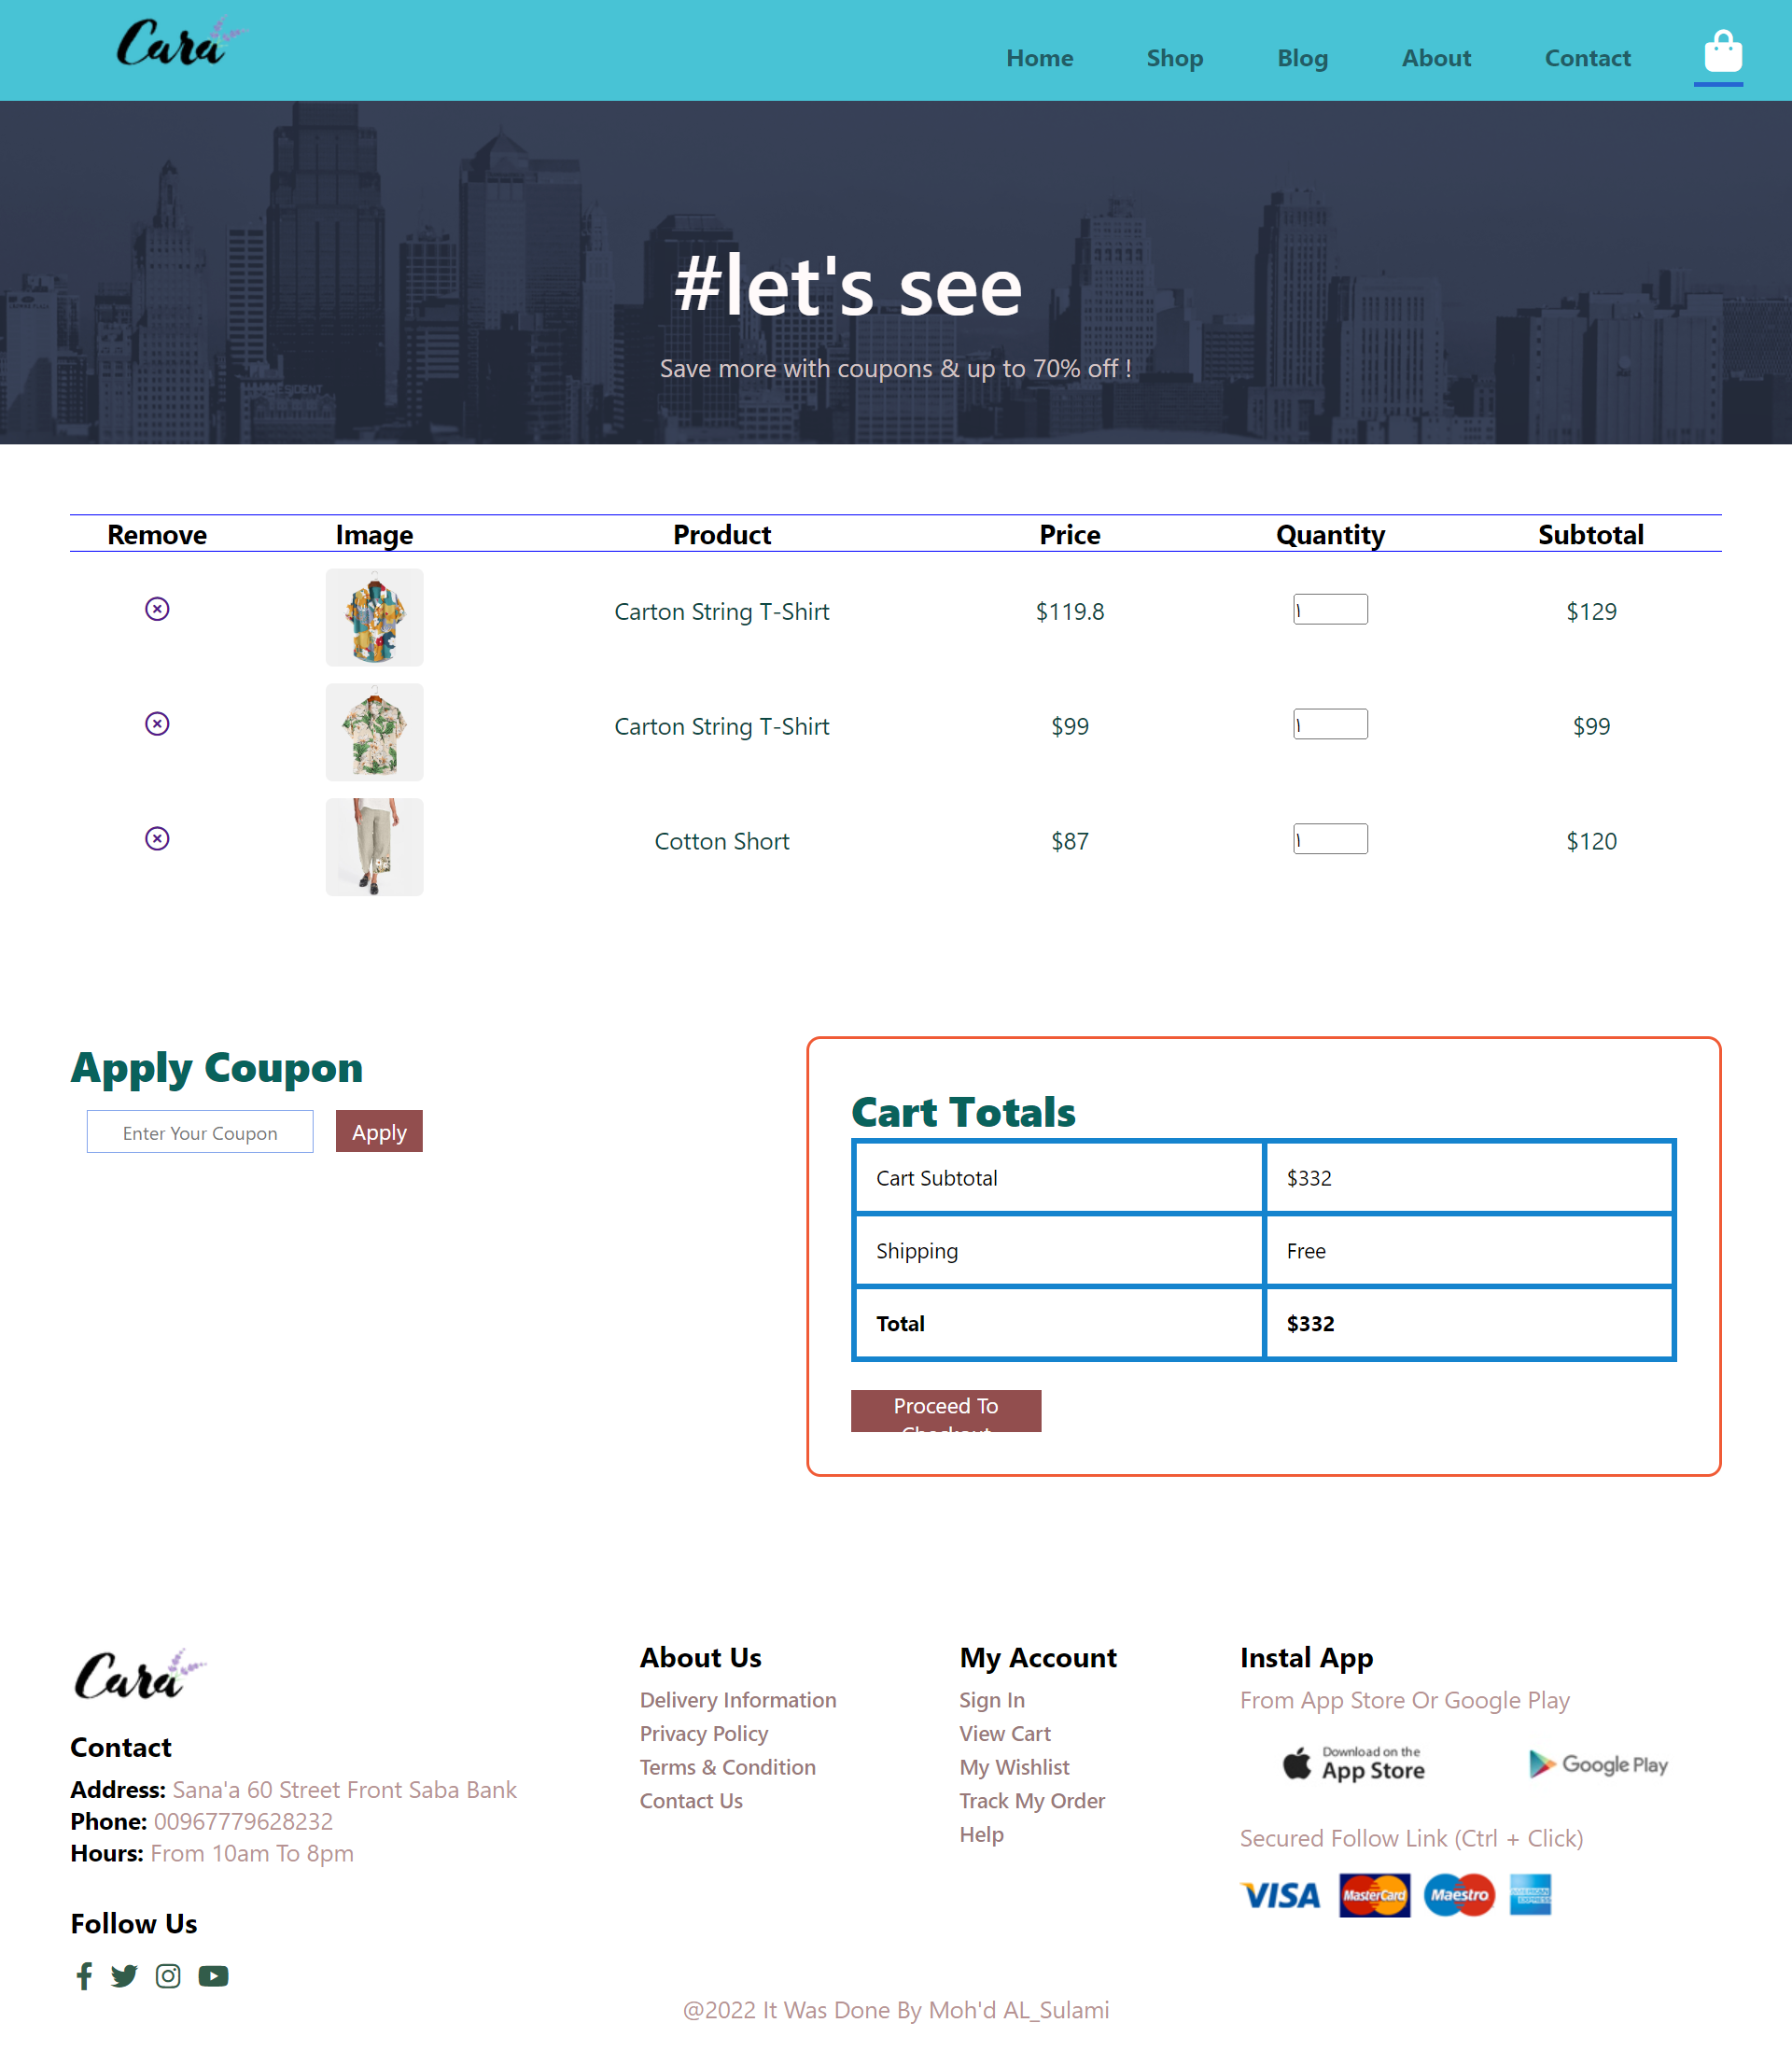 Cara
Home Shop Blog About Contact
#let's see
Save more with coupons & up to 70% off !
Remove Image Product Price Quantity Subtotal
Carton String T-Shirt $119.8 ١ $129
Carton String T-Shirt $99 ١ $99
Cotton Short $87 ١ $120
Apply Coupon
Enter Your Coupon Apply
Cart Totals
Cart Subtotal $332
Shipping Free
Total $332
Proceed To
Checkout
Cara
Contact
Address: Sana'a 60 Street Front Saba Bank
Phone: 00967779628232
Hours: From 10am To 8pm
Follow Us
About Us
Delivery Information
Privacy Policy
Terms & Condition
Contact Us
My Account
Sign In
View Cart
My Wishlist
Track My Order
Help
Instal App
From App Store Or Google Play
Download on the
App Store
Google Play
Secured Follow Link (Ctrl + Click)
VISA MasterCard Maestro AMERICAN EXPRESS
@2022 It Was Done By Moh'd AL_Sulami